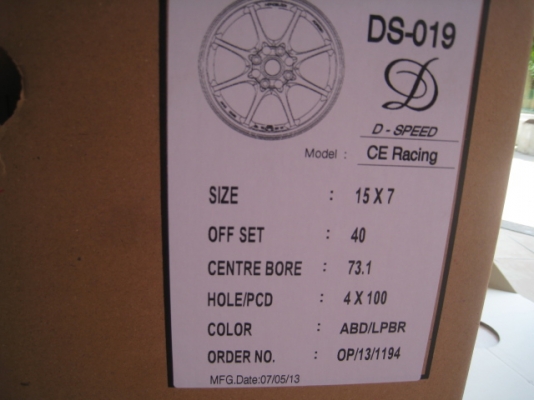 DS-019
D - SPEED
Model : CE Racing
SIZE : 15 X 7
OFF SET : 40
CENTRE BORE : 73.1
HOLE/PCD : 4 X 100
COLOR : ABD/LPBR
ORDER NO. : OP/13/1194
MFG.Date:07/05/13